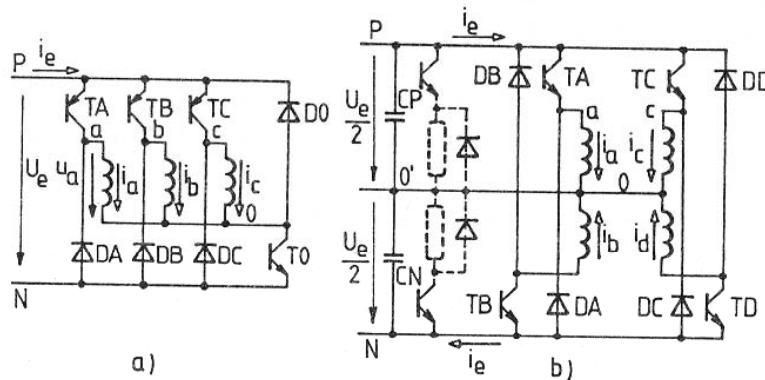 P
i_e
TA
TB
TC
D0
a
b
c
U_e
u_a
i_a
i_b
i_c
0
DA
DB
DC
T0
N
a)
P
i_e
U_e/2
CP
DB
TA
TC
DD
a
c
i_a
i_c
0'
0
i_b
i_d
U_e/2
CN
TB
DA
DC
TD
N
i_e
b)